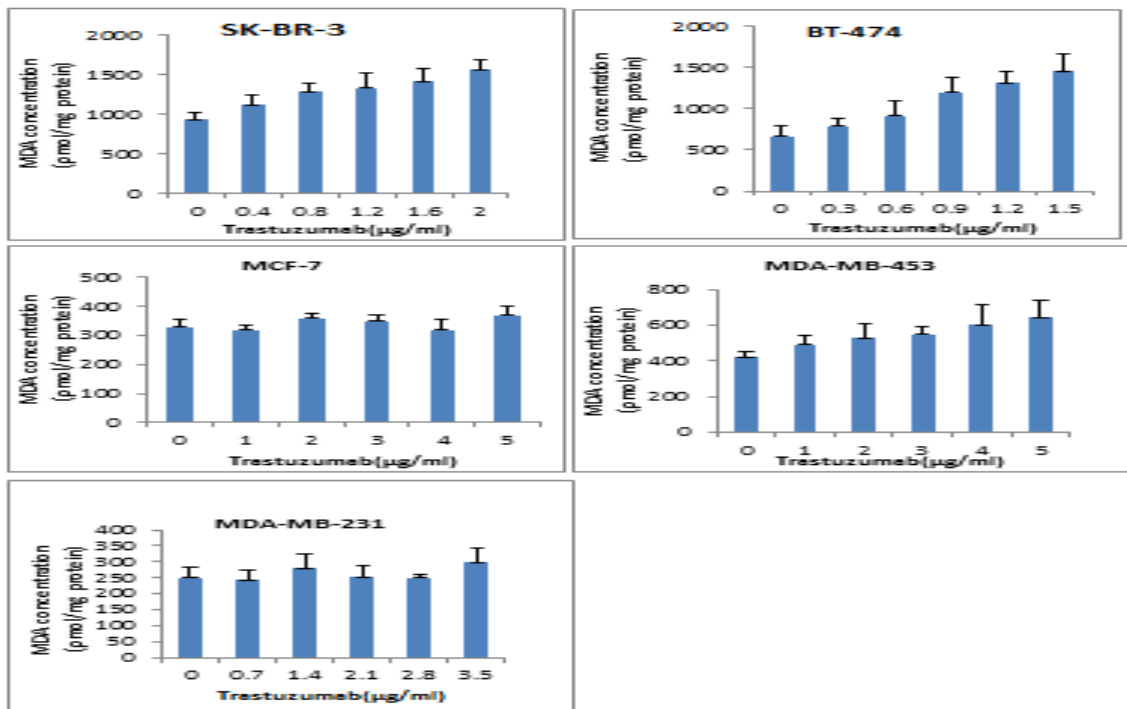 SK-BR-3
MDA concentration
(pmol/mg protein)
2000
1500
1000
500
0
0 0.4 0.8 1.2 1.6 2
Trastuzumab(µg/ml)
BT-474
MDA concentration
(pmol/mg protein)
2000
1500
1000
500
0
0 0.3 0.6 0.9 1.2 1.5
Trastuzumab(µg/ml)
MCF-7
MDA concentration
(pmol/mg protein)
500
400
300
200
100
0
0 1 2 3 4 5
Trastuzumab(µg/ml)
MDA-MB-453
MDA concentration
(pmol/mg protein)
800
600
400
200
0
0 1 2 3 4 5
Trastuzumab(µg/ml)
MDA-MB-231
MDA concentration
(pmol/mg protein)
400
350
300
250
200
150
100
50
0
0 0.7 1.4 2.1 2.8 3.5
Trastuzumab(µg/ml)